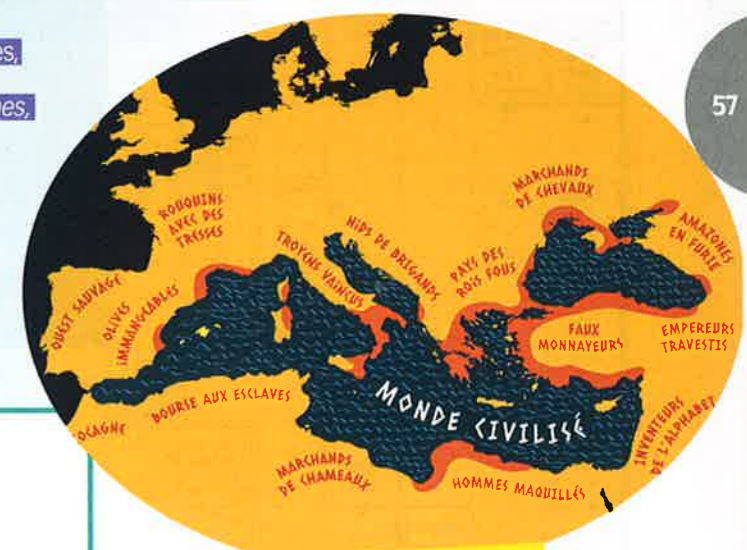 es,
nes,
57
ROUQUINS
AVEC DES
TRESSES
OUEST SAUVAGE
OLIVES
IMMANGEABLES
TROYENS VAINCUS
NIDS DE BRIGANDS
PAYS DES
ROIS FOUS
MARCHANDS
DE CHEVAUX
AMAZONES
EN FURIE
FAUX
MONNAYEURS
EMPEREURS
TRAVESTIS
OCAGNE
BOURSE AUX ESCLAVES
MONDE CIVILISÉ
MARCHANDS
DE CHAMEAUX
HOMMES MAQUILLÉS
INVENTEURS
DE L'ALPHABET